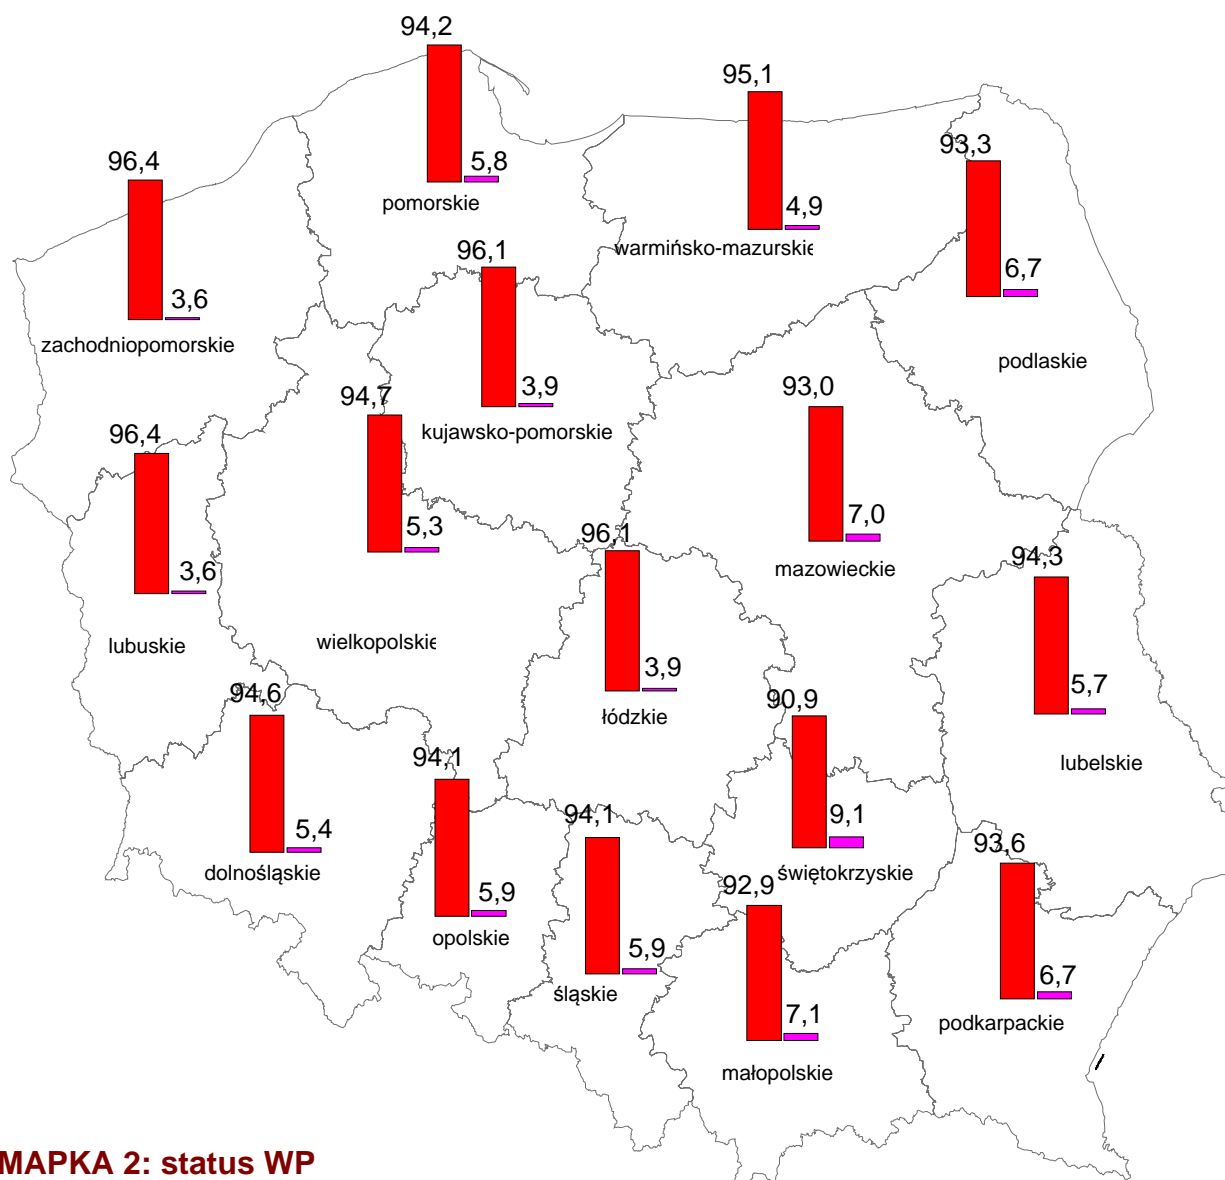 94,2
5,8
pomorskie
95,1
4,9
warmińsko-mazurskie
93,3
6,7
podlaskie
96,4
3,6
zachodniopomorskie
96,1
3,9
kujawsko-pomorskie
94,7
5,3
wielkopolskie
93,0
7,0
mazowieckie
96,4
3,6
lubuskie
96,1
3,9
łódzkie
94,3
5,7
lubelskie
94,6
5,4
dolnośląskie
94,1
5,9
opolskie
94,1
5,9
śląskie
90,9
9,1
świętokrzyskie
92,9
7,1
małopolskie
93,6
6,7
podkarpackie
MAPKA 2: status WP